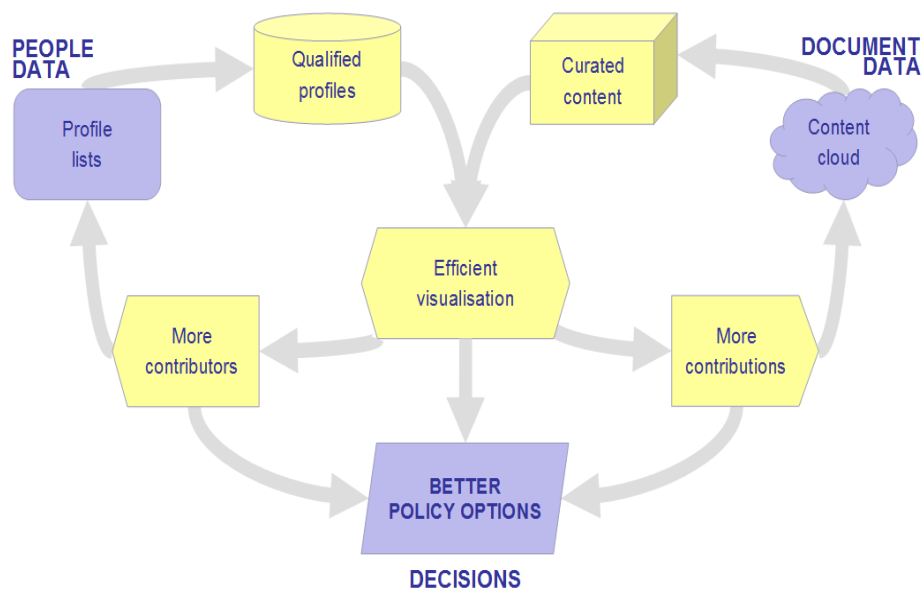 PEOPLE
DATA
Qualified
profiles
Curated
content
DOCUMENT
DATA
Profile
lists
Content
cloud
Efficient
visualisation
More
contributors
More
contributions
BETTER
POLICY OPTIONS
DECISIONS